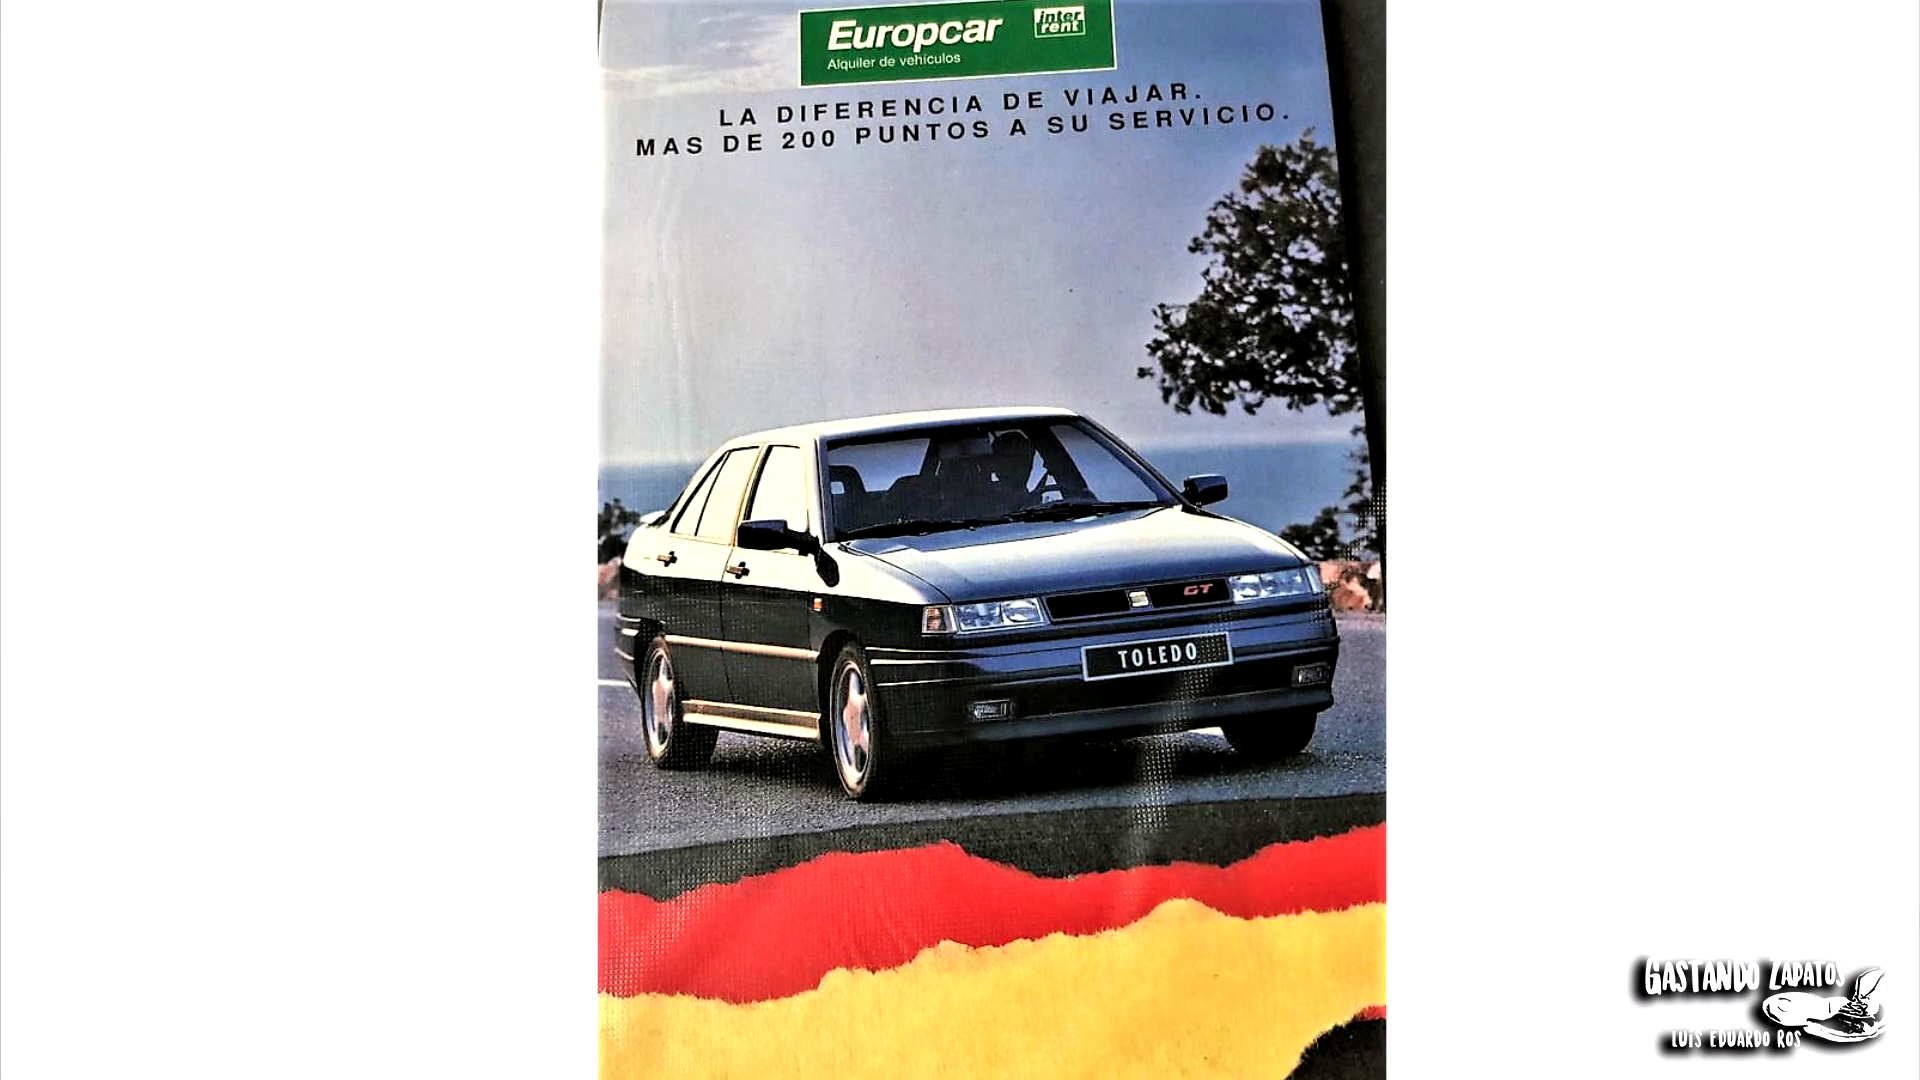 Europcar
inter
rent
Alquiler de vehículos
LA DIFERENCIA DE VIAJAR.
MAS DE 200 PUNTOS A SU SERVICIO.
GT
TOLEDO
GASTANDO ZAPATOS
LUIS EDUARDO ROS